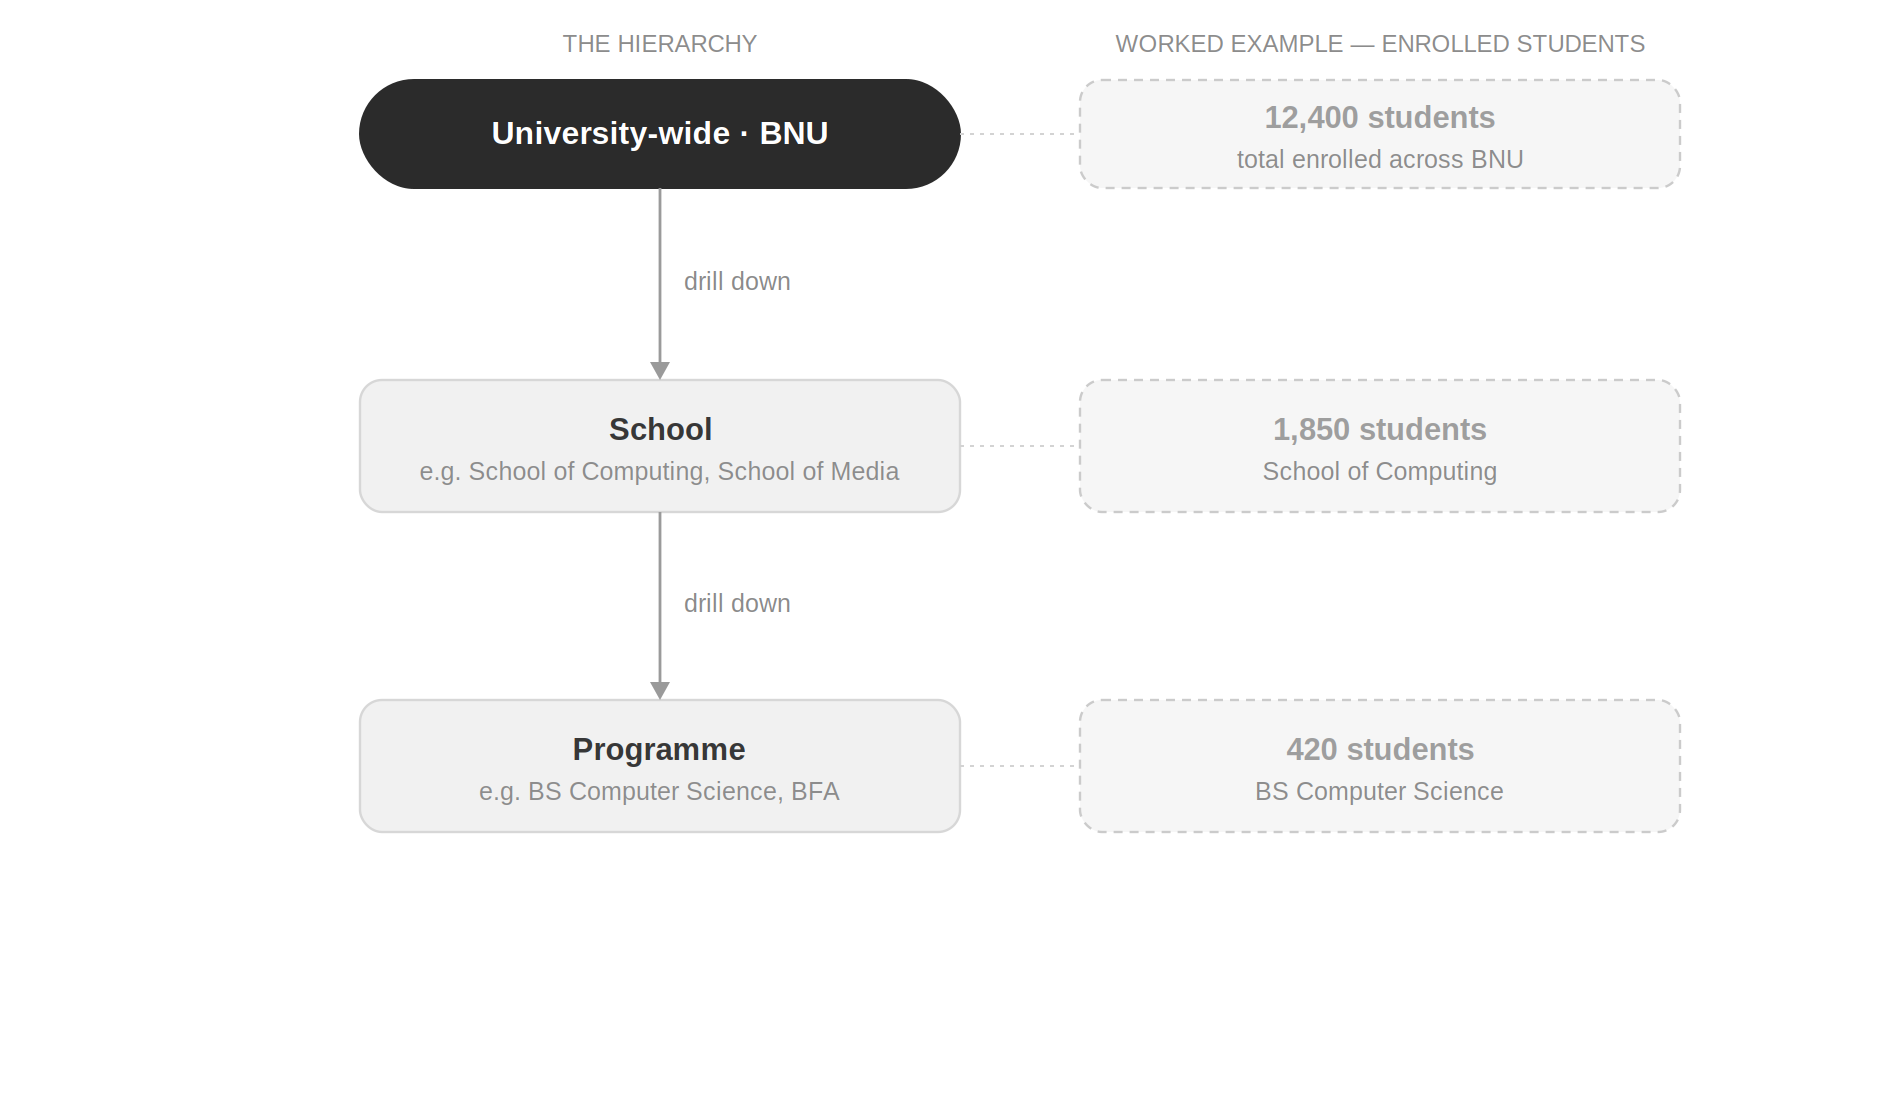 THE HIERARCHY
WORKED EXAMPLE — ENROLLED STUDENTS
University-wide · BNU
12,400 students
total enrolled across BNU
drill down
School
e.g. School of Computing, School of Media
1,850 students
School of Computing
drill down
Programme
e.g. BS Computer Science, BFA
420 students
BS Computer Science